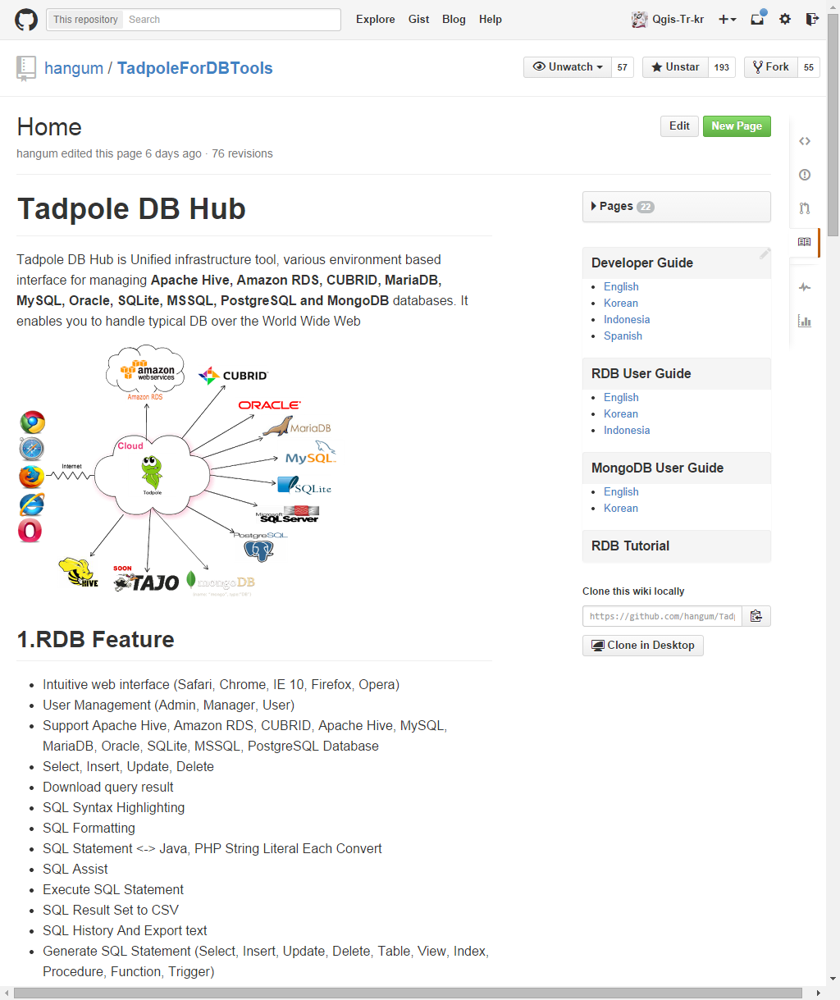 This repository Search Explore Gist Blog Help Qgis-Tr-kr
hangum / TadpoleForDBTools Unwatch 57 Unstar 193 Fork 55
Home Edit New Page
hangum edited this page 6 days ago · 76 revisions
Tadpole DB Hub
Tadpole DB Hub is Unified infrastructure tool, various environment based
interface for managing Apache Hive, Amazon RDS, CUBRID, MariaDB,
MySQL, Oracle, SQLite, MSSQL, PostgreSQL and MongoDB databases. It
enables you to handle typical DB over the World Wide Web
amazon
webservices
Amazon RDS
CUBRID
ORACLE
MariaDB
Cloud
MySQL
Internet
Tadpole
SQLite
Microsoft
SQL Server
PostgreSQL
HIVE
SOON
TAJO
mongoDB
1.RDB Feature
Intuitive web interface (Safari, Chrome, IE 10, Firefox, Opera)
User Management (Admin, Manager, User)
Support Apache Hive, Amazon RDS, CUBRID, Apache Hive, MySQL,
MariaDB, Oracle, SQLite, MSSQL, PostgreSQL Database
Select, Insert, Update, Delete
Download query result
SQL Syntax Highlighting
SQL Formatting
SQL Statement <-> Java, PHP String Literal Each Convert
SQL Assist
Execute SQL Statement
SQL Result Set to CSV
SQL History And Export text
Generate SQL Statement (Select, Insert, Update, Delete, Table, View, Index,
Procedure, Function, Trigger)
Pages 22
Developer Guide
English
Korean
Indonesia
Spanish
RDB User Guide
English
Korean
Indonesia
MongoDB User Guide
English
Korean
RDB Tutorial
Clone this wiki locally
https://github.com/hangum/Tadp
Clone in Desktop